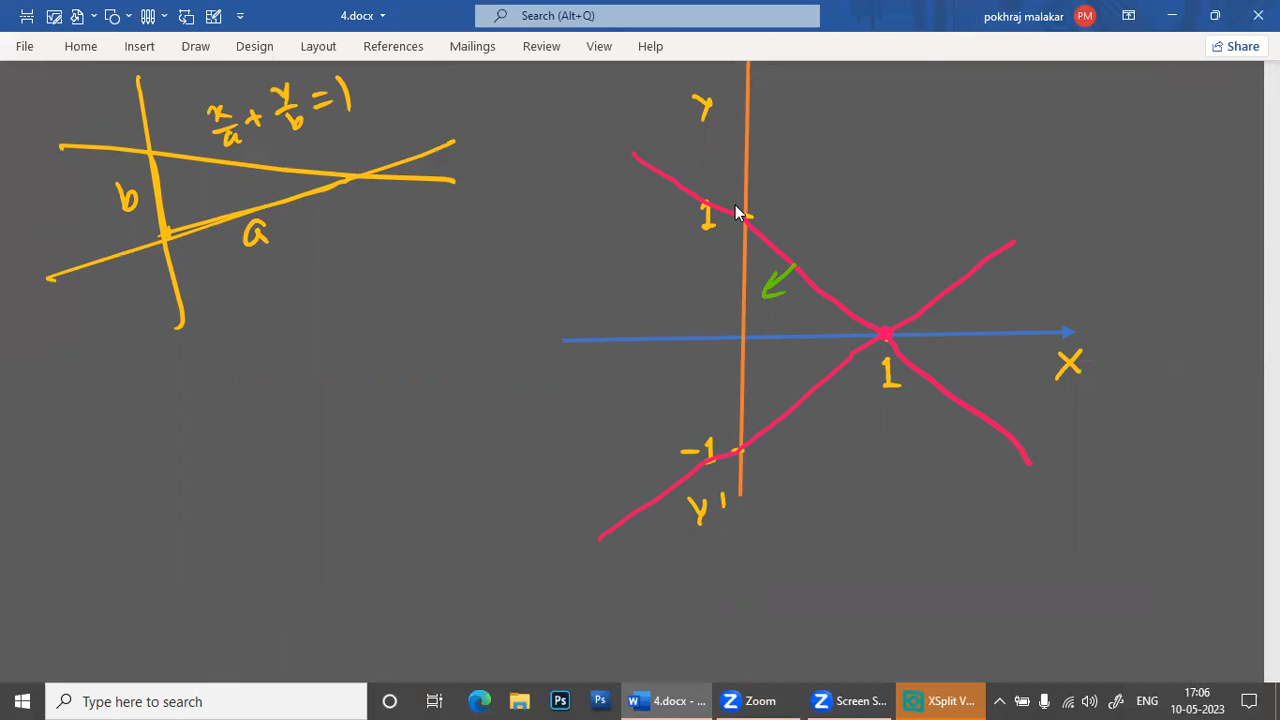 4.docx
Search (Alt+Q)
pokhraj malakar PM
File Home Insert Draw Design Layout References Mailings Review View Help Share
x/a + y/b = 1
b
a
Y
1
X
1
-1
Y'
Type here to search
Ps
Ps
4.docx - ...
Zoom
Screen S...
XSplit V...
ENG
17:06
10-05-2023